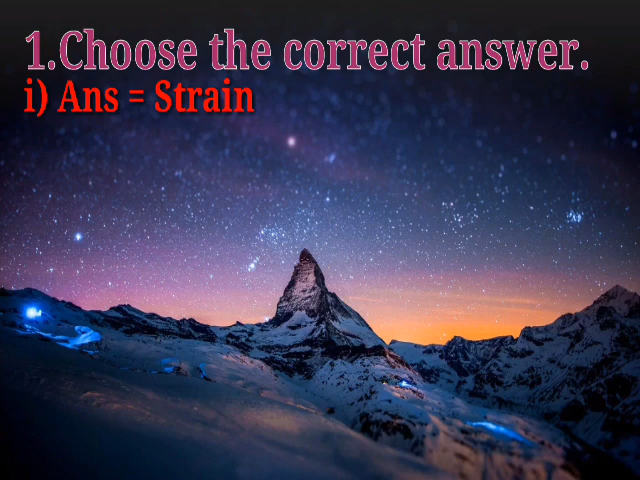 1.Choose the correct answer.
i) Ans = Strain